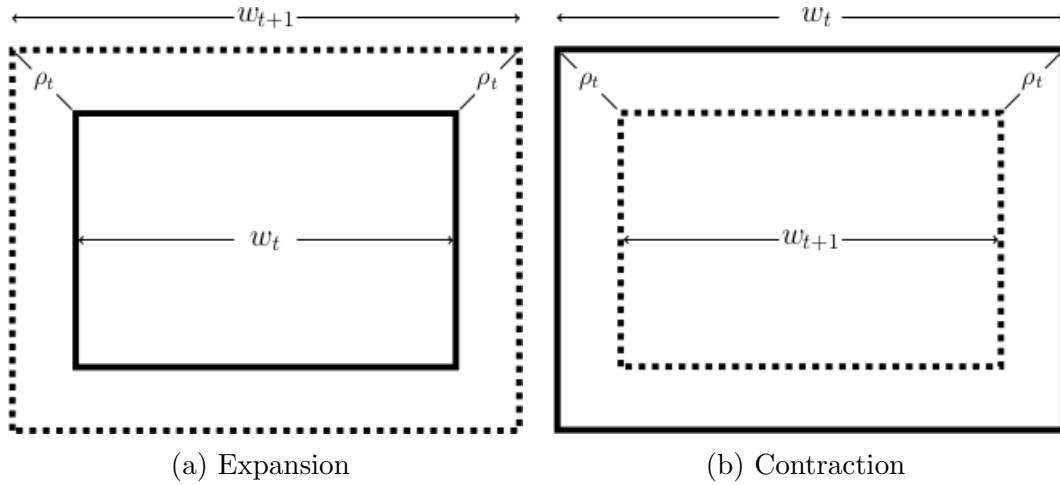 w_{t+1}
w_t
ρ_t
ρ_t
ρ_t
ρ_t
w_t
w_{t+1}
(a) Expansion
(b) Contraction